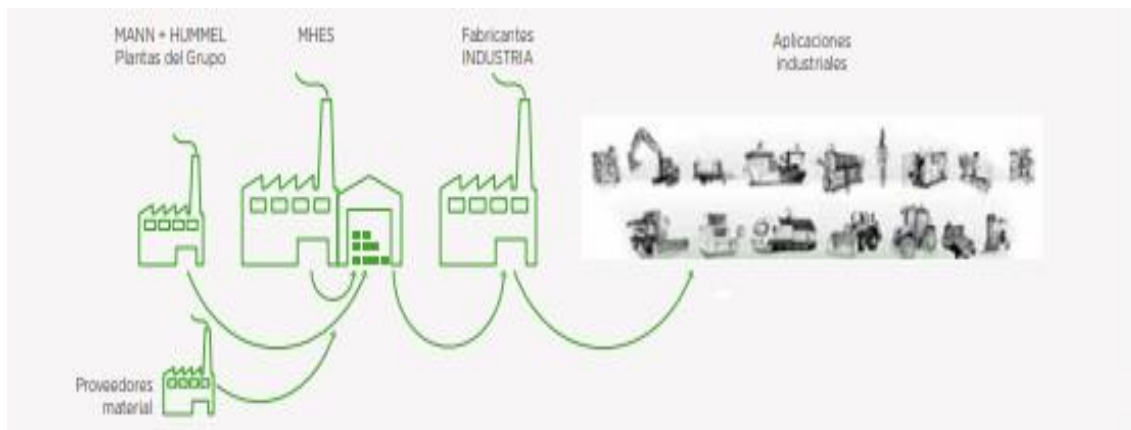 MANN + HUMMEL
Plantas del Grupo
MHES
Fabricantes
INDUSTRIA
Aplicaciones
industriales
Proveedores
material